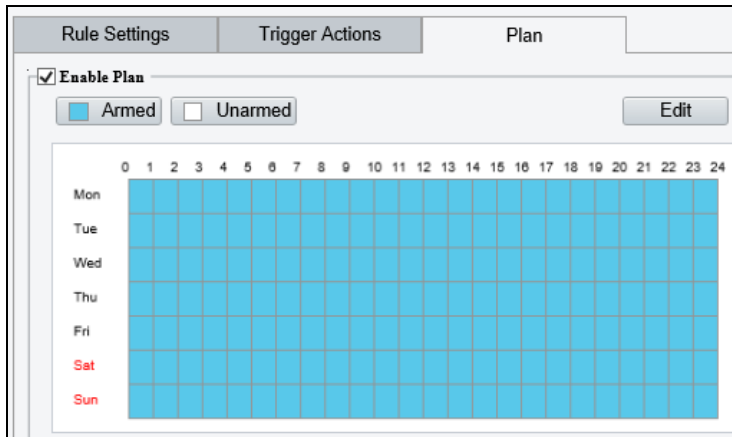 Rule Settings Trigger Actions Plan
Enable Plan
Armed Unarmed Edit
0 1 2 3 4 5 6 7 8 9 10 11 12 13 14 15 16 17 18 19 20 21 22 23 24
Mon
Tue
Wed
Thu
Fri
Sat
Sun